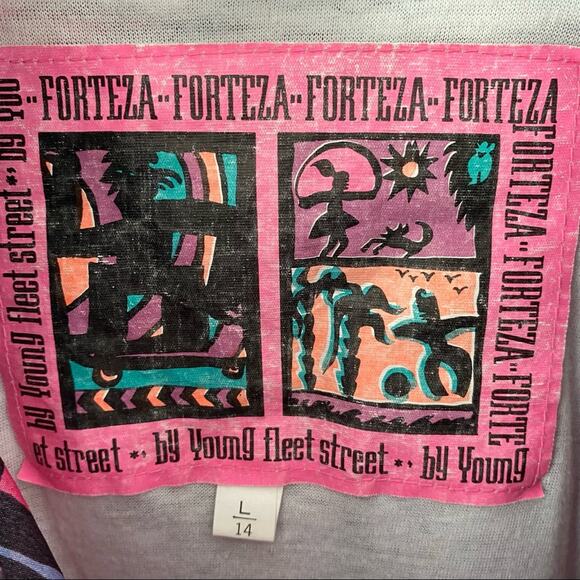 ·· FORTEZA ·· FORTEZA ·· FORTEZA ·· FORTEZA
FORTEZA ·· FORTEZA ·· FORTE
by Young fleet street *·, by You
et street *·, by Young fleet street *·, by Young
L
14